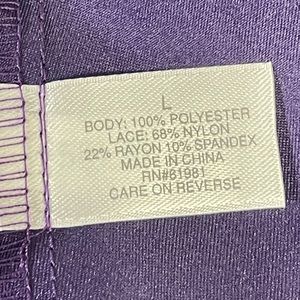 L
BODY: 100% POLYESTER
LACE: 68% NYLON
22% RAYON 10% SPANDEX
MADE IN CHINA
RN#61981
CARE ON REVERSE